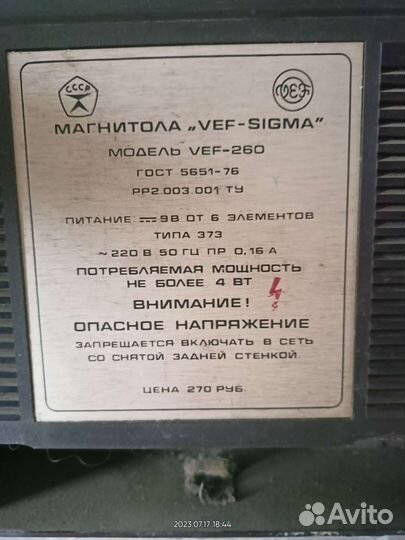 СССР VEF
МАГНИТОЛА „VEF-SIGMA"
МОДЕЛЬ VEF-260
ГОСТ 5651-76
РР2.003.001 ТУ
ПИТАНИЕ: ⎓ 9В ОТ 6 ЭЛЕМЕНТОВ
ТИПА 373
~ 220 В 50 ГЦ ПР 0,16 А
ПОТРЕБЛЯЕМАЯ МОЩНОСТЬ
НЕ БОЛЕЕ 4 ВТ
ВНИМАНИЕ!
ОПАСНОЕ НАПРЯЖЕНИЕ
ЗАПРЕЩАЕТСЯ ВКЛЮЧАТЬ В СЕТЬ
СО СНЯТОЙ ЗАДНЕЙ СТЕНКОЙ.
ЦЕНА 270 РУБ.
2023.07.17 18:44
Avito